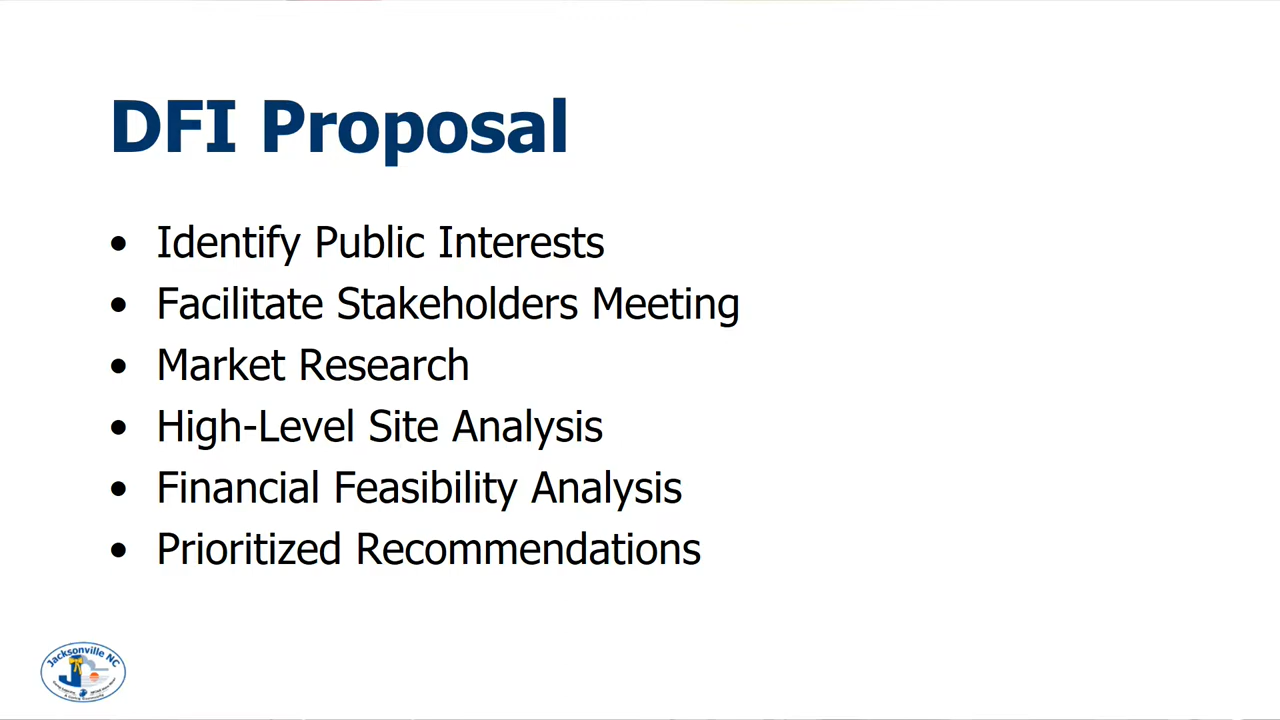 DFI Proposal
• Identify Public Interests
• Facilitate Stakeholders Meeting
• Market Research
• High-Level Site Analysis
• Financial Feasibility Analysis
• Prioritized Recommendations
Jacksonville NC